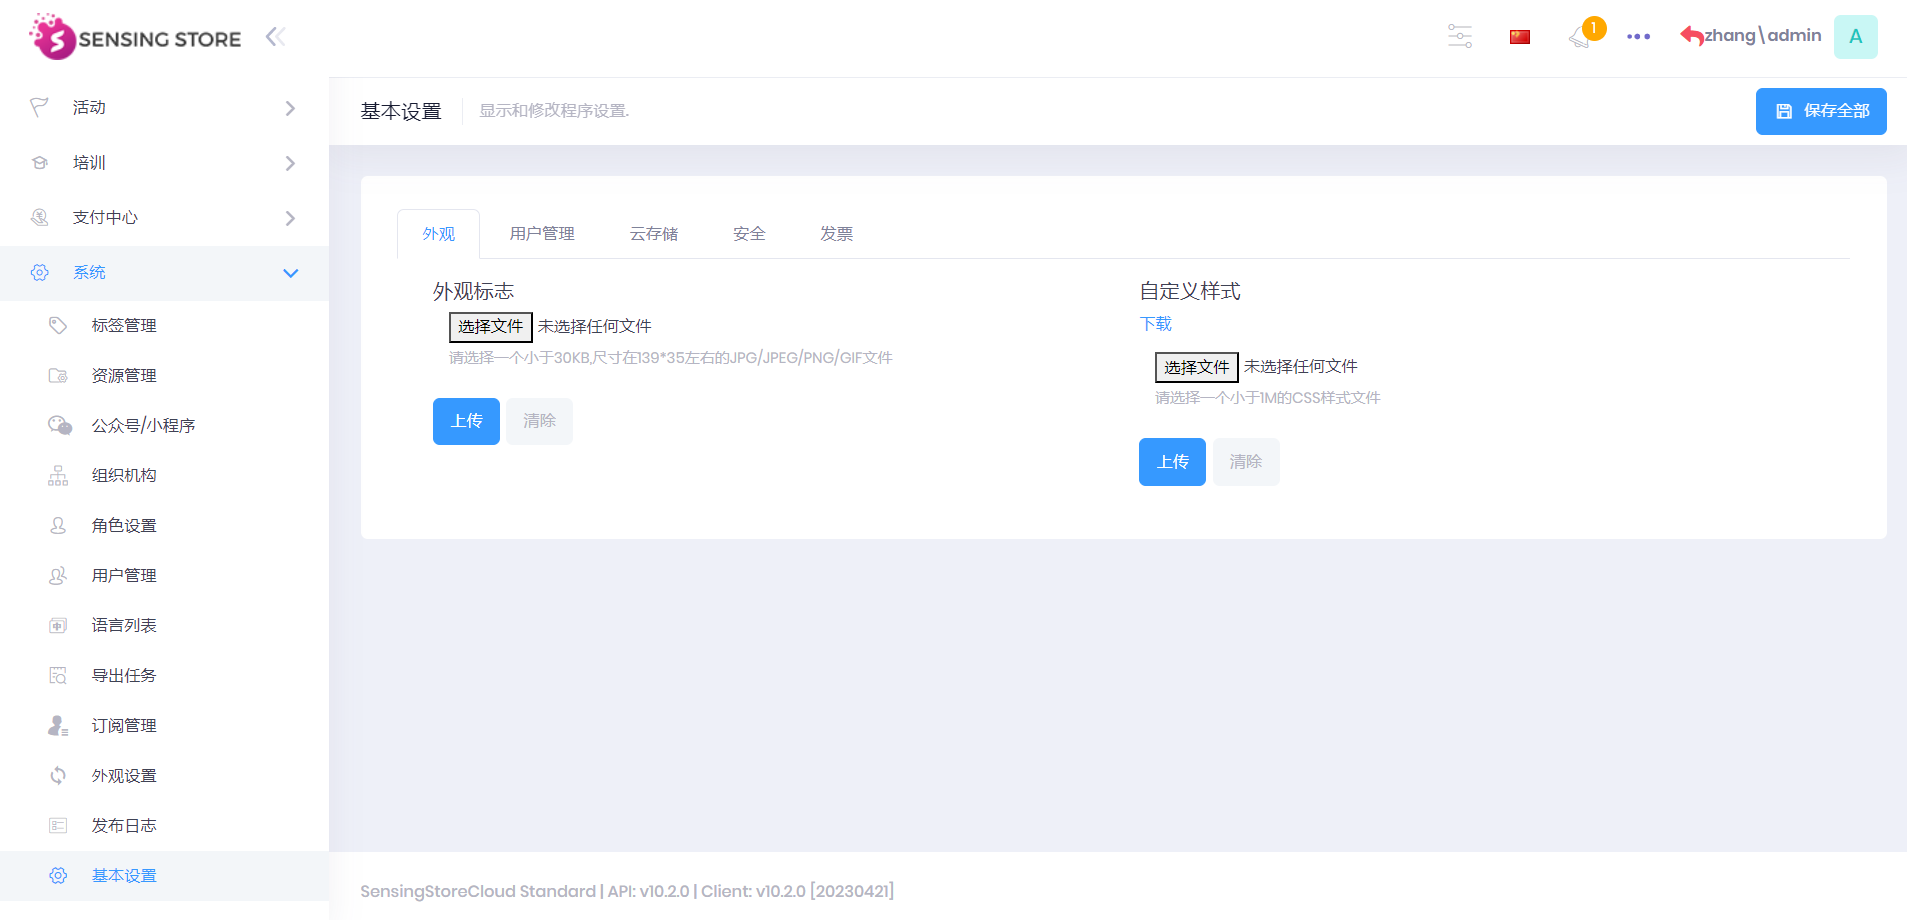 SENSING STORE
1
zhang\admin
A
活动
培训
支付中心
系统
标签管理
资源管理
公众号/小程序
组织机构
角色设置
用户管理
语言列表
导出任务
订阅管理
外观设置
发布日志
基本设置
基本设置
显示和修改程序设置.
保存全部
外观
用户管理
云存储
安全
发票
外观标志
选择文件 未选择任何文件
请选择一个小于30KB,尺寸在139*35左右的JPG/JPEG/PNG/GIF文件
上传
清除
自定义样式
下载
选择文件 未选择任何文件
请选择一个小于1M的CSS样式文件
上传
清除
SensingStoreCloud Standard | API: v10.2.0 | Client: v10.2.0 [20230421]